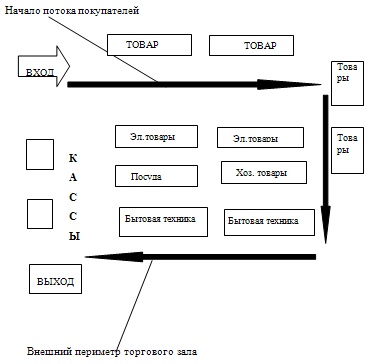 Начало потока покупателей
ТОВАР ТОВАР
ВХОД
Това
ры
Эл.товары Эл.товары
Това
ры
К
А
С
С
Ы
Посуда Хоз. товары
Бытовая техника Бытовая техника
ВЫХОД
Внешний периметр торгового зала